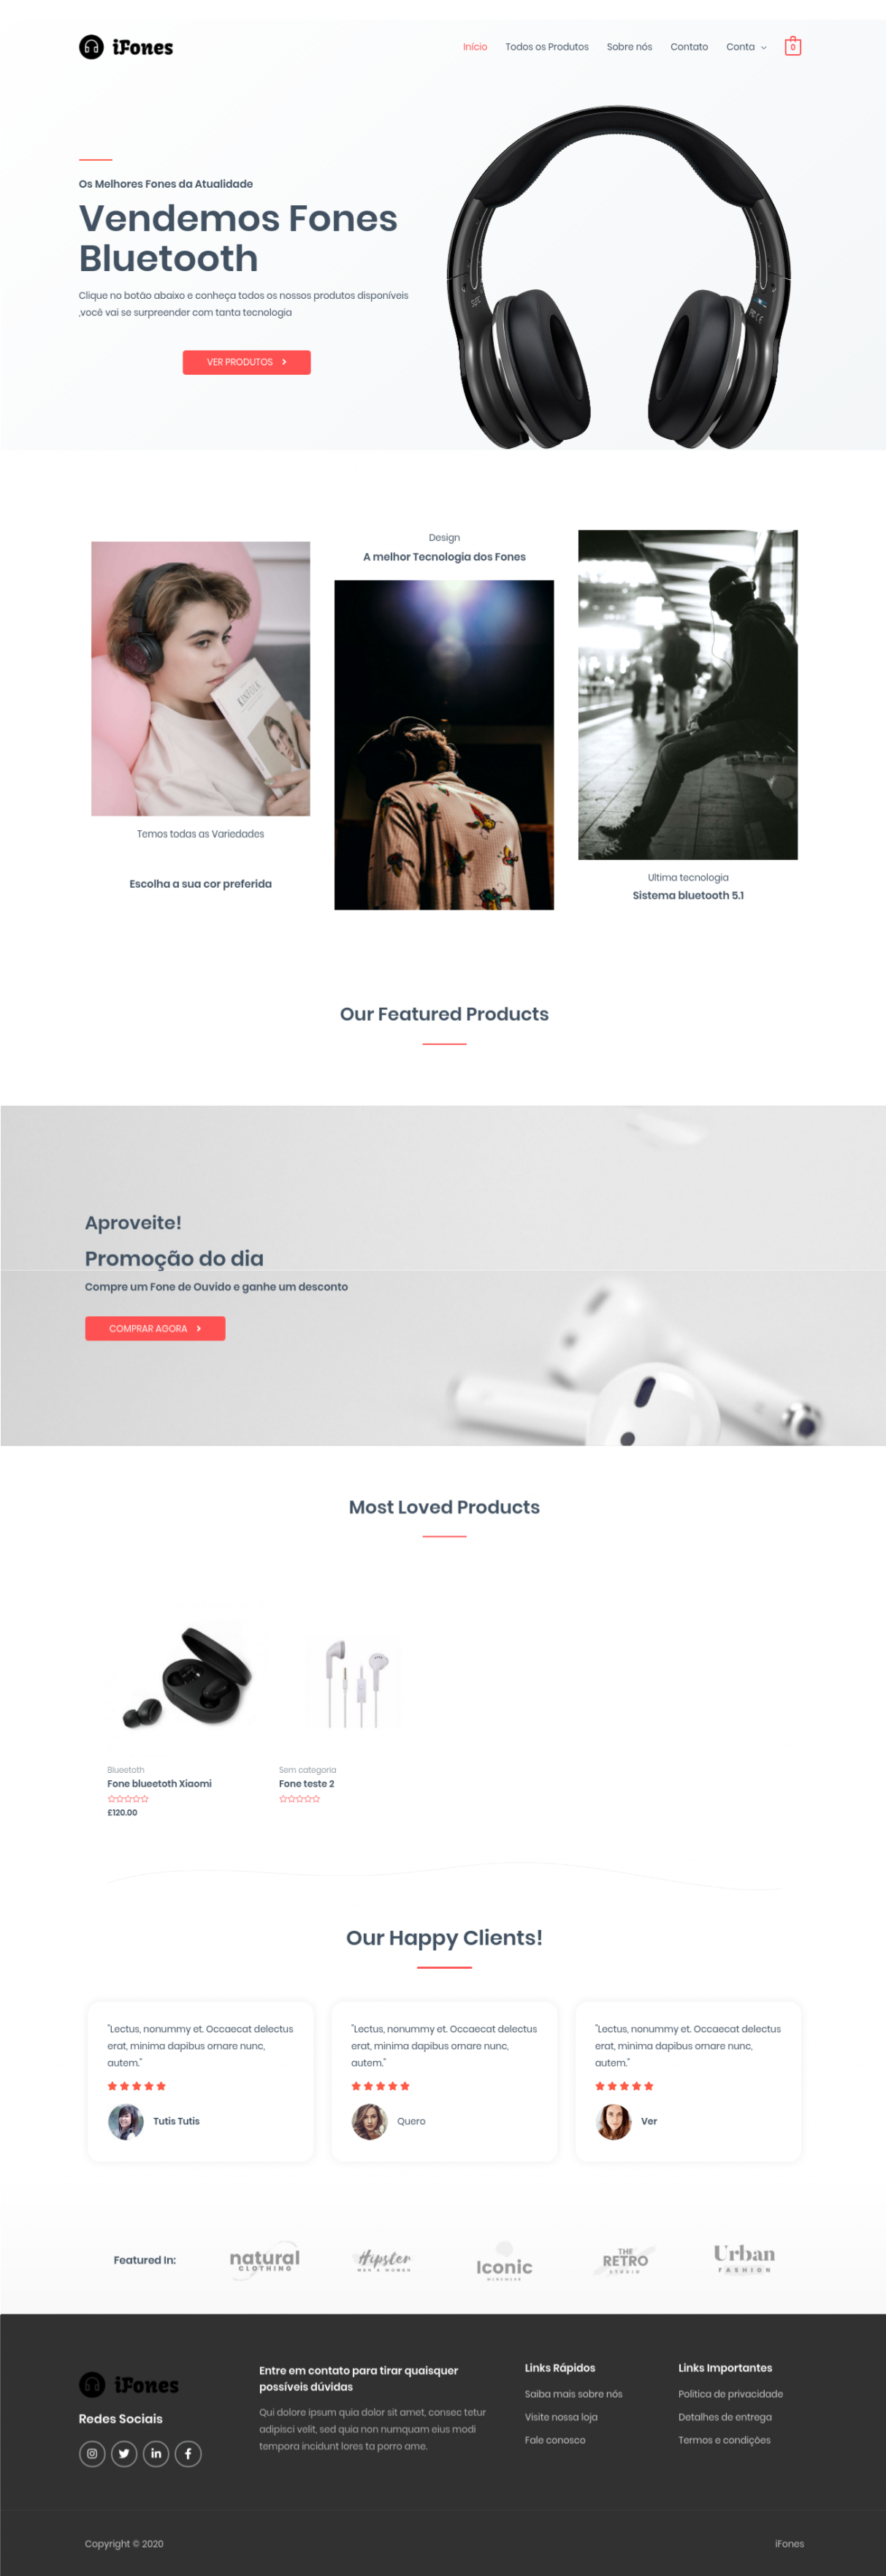 iFones
Início
Todos os Produtos
Sobre nós
Contato
Conta
0
Os Melhores Fones da Atualidade
Vendemos Fones
Bluetooth
Clique no botão abaixo e conheça todos os nossos produtos disponíveis
,você vai se surpreender com tanta tecnologia
VER PRODUTOS
KINFOLK
Temos todas as Variedades
Escolha a sua cor preferida
Design
A melhor Tecnologia dos Fones
Ultima tecnologia
Sistema bluetooth 5.1
Our Featured Products
Aproveite!
Promoção do dia
Compre um Fone de Ouvido e ganhe um desconto
COMPRAR AGORA
Most Loved Products
Blueetoth
Fone blueetoth Xiaomi
£120.00
Sem categoria
Fone teste 2
Our Happy Clients!
"Lectus, nonummy et. Occaecat delectus
erat, minima dapibus ornare nunc,
autem."
Tutis Tutis
"Lectus, nonummy et. Occaecat delectus
erat, minima dapibus ornare nunc,
autem."
Quero
"Lectus, nonummy et. Occaecat delectus
erat, minima dapibus ornare nunc,
autem."
Ver
Featured In:
natural
CLOTHING
Hipster
MEN & WOMEN
Iconic
THE
RETRO
STUDIO
Urban
FASHION
iFones
Redes Sociais
Entre em contato para tirar quaisquer
possíveis dúvidas
Qui dolore ipsum quia dolor sit amet, consec tetur
adipisci velit, sed quia non numquam eius modi
tempora incidunt lores ta porro ame.
Links Rápidos
Saiba mais sobre nós
Visite nossa loja
Fale conosco
Links Importantes
Politica de privacidade
Detalhes de entrega
Termos e condições
Copyright © 2020
iFones